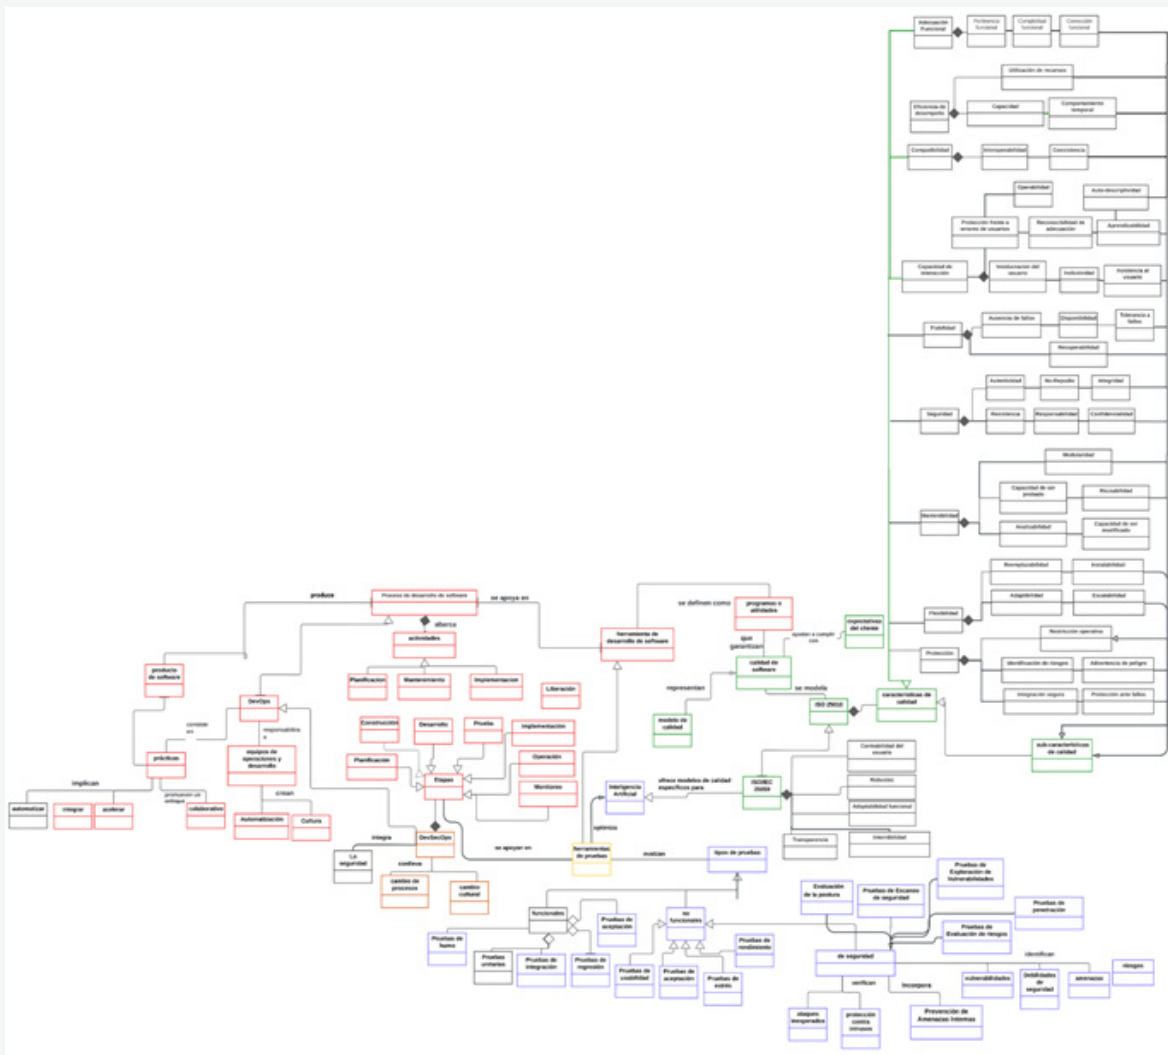 Adecuación
Funcional
Pertinencia
funcional
Completitud
funcional
Corrección
funcional
Utilización de recursos
Eficiencia de
desempeño
Capacidad
Comportamiento
temporal
Compatibilidad
Interoperabilidad
Coexistencia
Operabilidad
Auto-descriptividad
Protección frente a
errores de usuarios
Reconocibilidad de
adecuación
Aprendizabilidad
Capacidad de
interacción
Involucración del
usuario
Inclusividad
Asistencia al
usuario
Fiabilidad
Ausencia de fallos
Disponibilidad
Tolerancia a
fallos
Recuperabilidad
Autenticidad
No-Repudio
Integridad
Seguridad
Resistencia
Responsabilidad
Confidencialidad
Modularidad
Capacidad de ser
probado
Reusabilidad
Mantenibilidad
Analizabilidad
Capacidad de ser
modificado
Reemplazabilidad
Instalabilidad
Flexibilidad
Adaptibilidad
Escalabilidad
Restricción operativa
Protección
Identificación de riesgos
Advertencia de peligro
Integración segura
Protección ante fallos
produce
Proceso de desarrollo de software
se apoya en
abarca
actividades
Planificacion
Mantenimiento
Implementacion
Liberación
herramienta de
desarrollo de software
se definen como
programas o
utilidades
que
garantizan
ayudan a cumplir
con
expectativas
del cliente
calidad de
software
representan
se modela
modelo de
calidad
ISO 25010
características de
calidad
sub-características
de calidad
producto
de software
DevOps
consiste
en
prácticas
implican
promueven un
enfoque
automatizar
integrar
acelerar
colaborativo
equipos de
operaciones y
desarrollo
crean
Automatización
Cultura
Construcción
Desarrollo
Prueba
Implementación
Planificación
Operación
Etapas
Monitoreo
DevSecOps
integra
La
seguridad
conlleva
cambio de
procesos
cambio
cultural
se apoyan en
herramientas
de pruebas
optimiza
Inteligencia
Artificial
ofrece modelos de calidad
específicos para
ISO/IEC
25059
Controlabilidad del
usuario
Robustez
Adaptabilidad funcional
Transparencia
evalúan
tipos de pruebas
funcionales
Pruebas de
humo
Pruebas
unitarias
Pruebas de
integración
Pruebas de
regresión
Pruebas de
aceptación
no
funcionales
Pruebas de
usabilidad
Pruebas de
aceptación
Pruebas de
estrés
Pruebas de
rendimiento
Evaluación
de la postura
Pruebas de Escaneo
de seguridad
Pruebas de
Exploración de
Vulnerabilidades
Pruebas de
penetración
Pruebas de
Evaluación de riesgos
de seguridad
identifican
vulnerabilidades
Debilidades
de
seguridad
amenazas
riesgos
verifican
Incorpora
ataques
inesperados
protección
contra
intrusos
Prevención de
Amenazas Internas